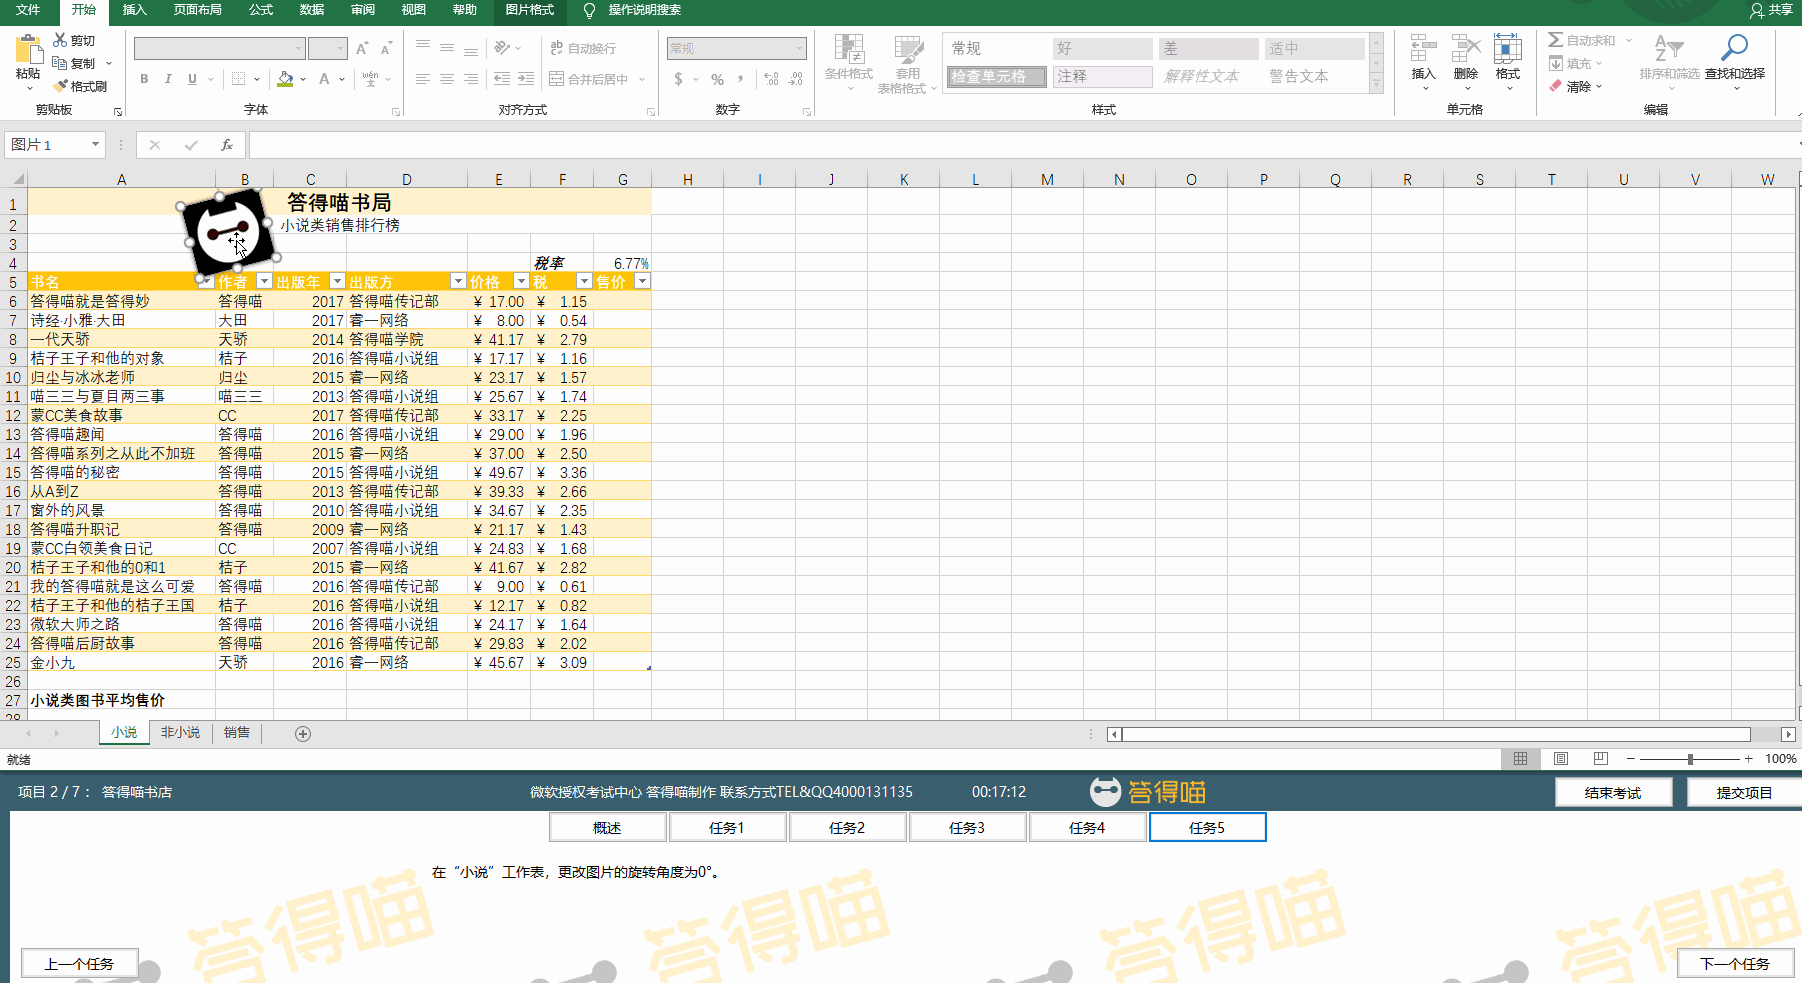 文件 开始 插入 页面布局 公式 数据 审阅 视图 帮助 图片格式 操作说明搜索 共享
粘贴 剪切 复制 格式刷 剪贴板
B I U A wén 文 字体
ab 自动换行 合并后居中 对齐方式
常规 $ % 数字
条件格式 套用 表格格式
常规 好 差 适中
检查单元格 注释 解释性文本 警告文本
样式
插入 删除 格式 单元格
自动求和 填充 清除 排序和筛选 查找和选择 编辑
图片 1 fx
A B C D E F G H I J K L M N O P Q R S T U V W
1 答得喵书局
2 小说类销售排行榜
3
4 税率 6.77%
5 书名 作者 出版年 出版方 价格 税 售价
6 答得喵就是答得妙 答得喵 2017 答得喵传记部 ¥ 17.00 ¥ 1.15
7 诗经·小雅·大田 大田 2017 睿一网络 ¥ 8.00 ¥ 0.54
8 一代天骄 天骄 2014 答得喵学院 ¥ 41.17 ¥ 2.79
9 桔子王子和他的对象 桔子 2016 答得喵小说组 ¥ 17.17 ¥ 1.16
10 归尘与冰冰老师 归尘 2015 睿一网络 ¥ 23.17 ¥ 1.57
11 喵三三与夏目两三事 喵三三 2013 答得喵小说组 ¥ 25.67 ¥ 1.74
12 蒙CC美食故事 CC 2017 答得喵传记部 ¥ 33.17 ¥ 2.25
13 答得喵趣闻 答得喵 2016 答得喵小说组 ¥ 29.00 ¥ 1.96
14 答得喵系列之从此不加班 答得喵 2015 睿一网络 ¥ 37.00 ¥ 2.50
15 答得喵的秘密 答得喵 2015 答得喵小说组 ¥ 49.67 ¥ 3.36
16 从A到Z 答得喵 2013 答得喵传记部 ¥ 39.33 ¥ 2.66
17 窗外的风景 答得喵 2010 答得喵小说组 ¥ 34.67 ¥ 2.35
18 答得喵升职记 答得喵 2009 睿一网络 ¥ 21.17 ¥ 1.43
19 蒙CC白领美食日记 CC 2007 答得喵小说组 ¥ 24.83 ¥ 1.68
20 桔子王子和他的0和1 桔子 2015 睿一网络 ¥ 41.67 ¥ 2.82
21 我的答得喵就是这么可爱 答得喵 2016 答得喵传记部 ¥ 9.00 ¥ 0.61
22 桔子王子和他的桔子王国 桔子 2016 答得喵小说组 ¥ 12.17 ¥ 0.82
23 微软大师之路 答得喵 2016 答得喵小说组 ¥ 24.17 ¥ 1.64
24 答得喵后厨故事 答得喵 2016 答得喵传记部 ¥ 29.83 ¥ 2.02
25 金小九 天骄 2016 睿一网络 ¥ 45.67 ¥ 3.09
26
27 小说类图书平均售价
28
小说 非小说 销售
就绪 100%
项目 2 / 7 : 答得喵书店 微软授权考试中心 答得喵制作 联系方式TEL&QQ4000131135 00:17:12 答得喵 结束考试 提交项目
概述 任务1 任务2 任务3 任务4 任务5
在“小说”工作表，更改图片的旋转角度为0°。
答得喵 答得喵 答得喵 答得喵
上一个任务 下一个任务